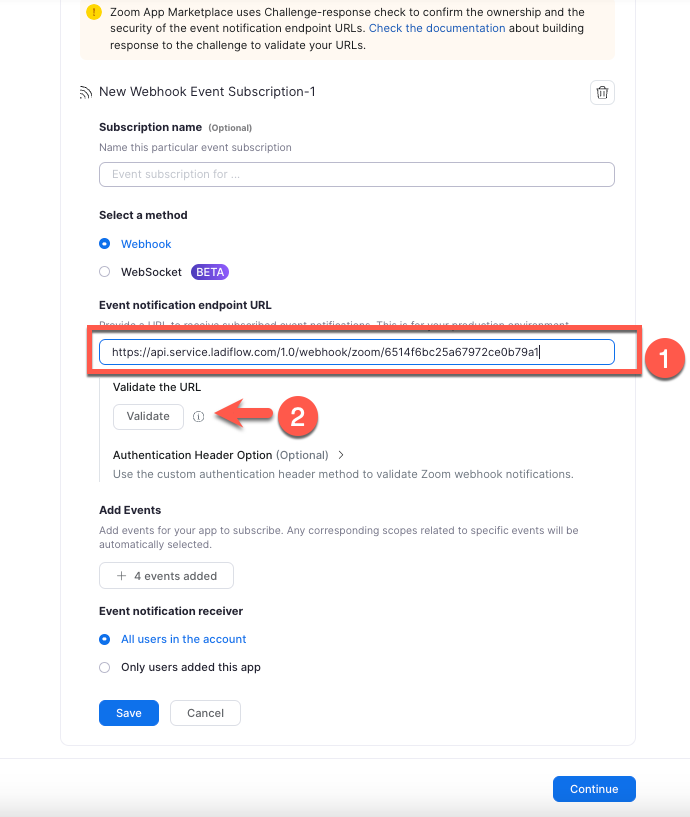 Zoom App Marketplace uses Challenge-response check to confirm the ownership and the
security of the event notification endpoint URLs. Check the documentation about building
response to the challenge to validate your URLs.
New Webhook Event Subscription-1
Subscription name (Optional)
Name this particular event subscription
Event subscription for ...
Select a method
Webhook
WebSocket BETA
Event notification endpoint URL
Provide a URL to receive subscribed event notifications. This is for your production environment.
https://api.service.ladiflow.com/1.0/webhook/zoom/6514f6bc25a67972ce0b79a1
1
Validate the URL
Validate
2
Authentication Header Option (Optional)
Use the custom authentication header method to validate Zoom webhook notifications.
Add Events
Add events for your app to subscribe. Any corresponding scopes related to specific events will be
automatically selected.
+ 4 events added
Event notification receiver
All users in the account
Only users added this app
Save Cancel
Continue